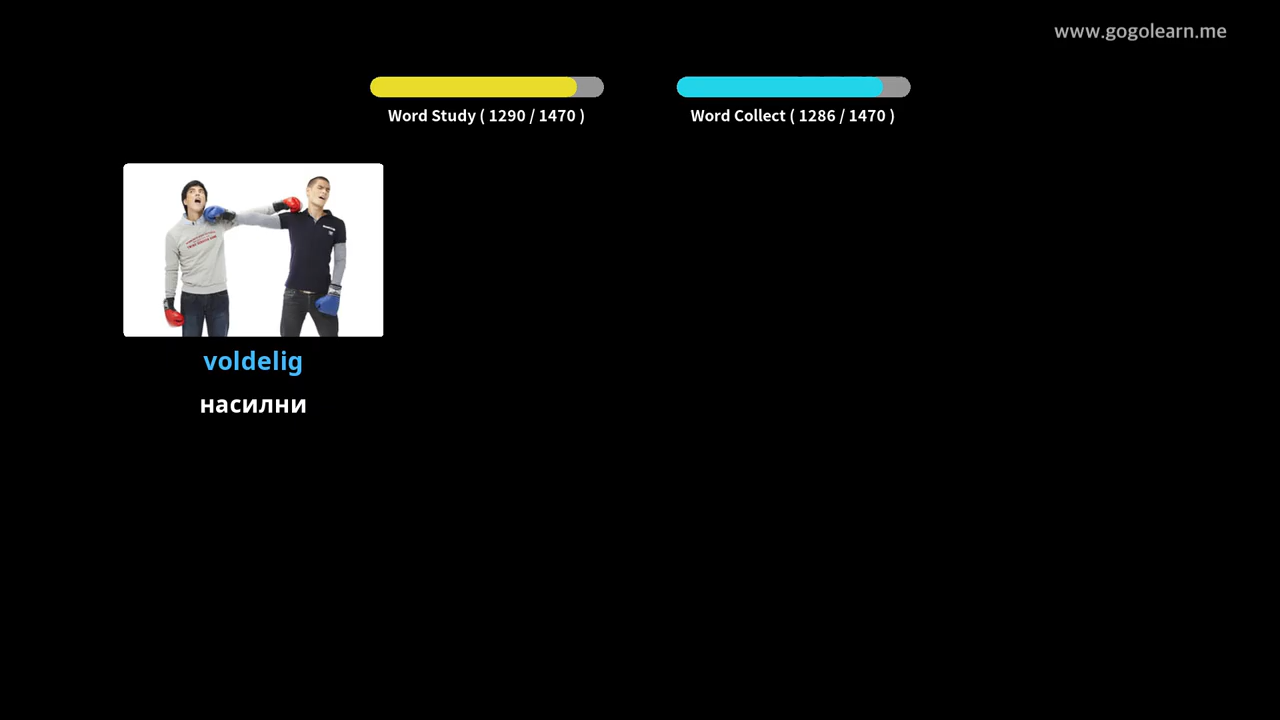 www.gogolearn.me
Word Study ( 1290 / 1470 )
Word Collect ( 1286 / 1470 )
voldelig
насилни